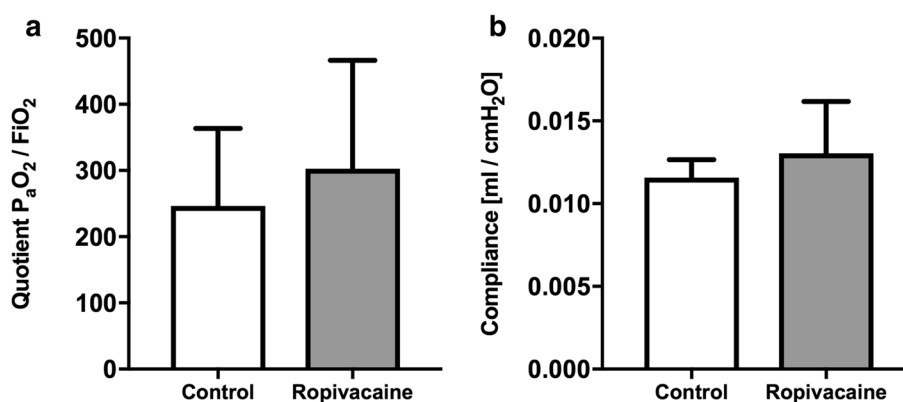 a
Quotient PaO2 / FiO2
500
400
300
200
100
0
Control Ropivacaine
b
Compliance [ml / cmH2O]
0.020
0.015
0.010
0.005
0.000
Control Ropivacaine